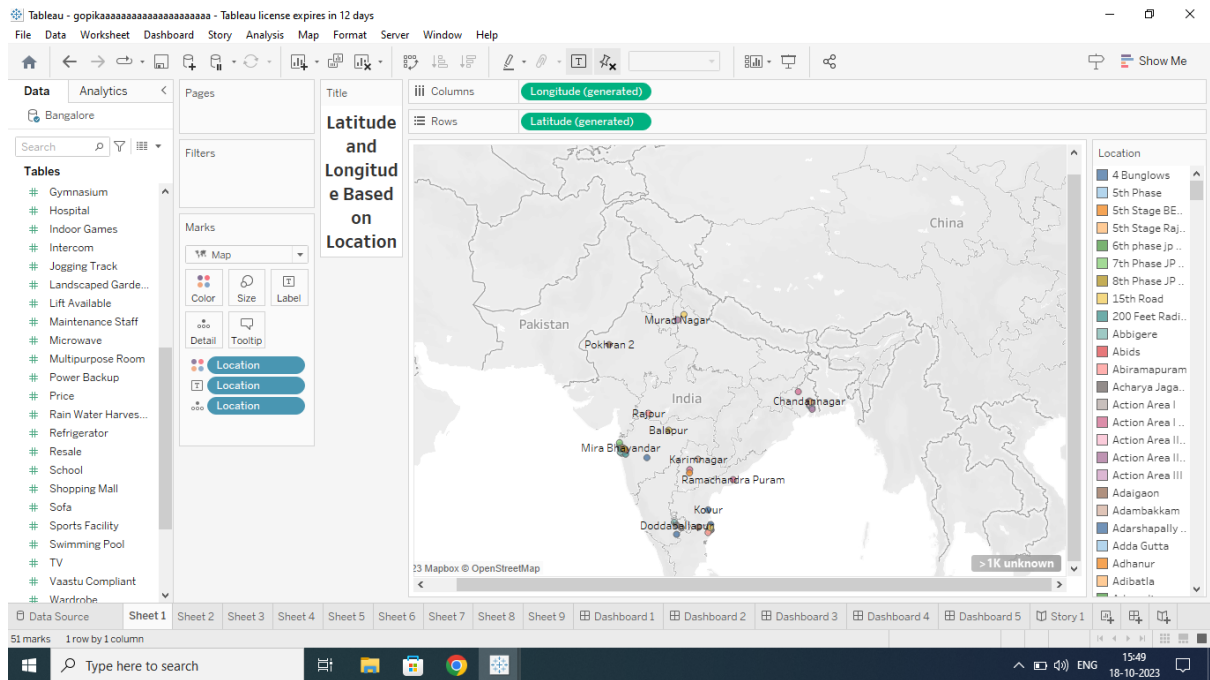 Tableau - gopikaaaaaaaaaaaaaaaaaaaaaa - Tableau license expires in 12 days
File Data Worksheet Dashboard Story Analysis Map Format Server Window Help
Show Me
Data Analytics
Bangalore
Search
Tables
Gymnasium
Hospital
Indoor Games
Intercom
Jogging Track
Landscaped Garde...
Lift Available
Maintenance Staff
Microwave
Multipurpose Room
Power Backup
Price
Rain Water Harves...
Refrigerator
Resale
School
Shopping Mall
Sofa
Sports Facility
Swimming Pool
TV
Vaastu Compliant
Wardrobe
Pages
Filters
Marks
Map
Color Size Label
Detail Tooltip
Location
Location
Location
Title
Latitude
and
Longitud
e Based
on
Location
Columns Longitude (generated)
Rows Latitude (generated)
China
Pakistan
Murad Nagar
Pokhran 2
India
Chandannagar
Rajpur
Balapur
Mira Bhayandar
Karimnagar
Ramachandra Puram
Kovur
Doddaballapur
>1K unknown
23 Mapbox © OpenStreetMap
Location
4 Bunglows
5th Phase
5th Stage BE..
5th Stage Raj..
6th phase jp ..
7th Phase JP ..
8th Phase JP ..
15th Road
200 Feet Radi..
Abbigere
Abids
Abiramapuram
Acharya Jaga..
Action Area I
Action Area I ..
Action Area II..
Action Area II..
Action Area III
Adaigaon
Adambakkam
Adarshapally ..
Adda Gutta
Adhanur
Adibatla
Data Source Sheet 1 Sheet 2 Sheet 3 Sheet 4 Sheet 5 Sheet 6 Sheet 7 Sheet 8 Sheet 9 Dashboard 1 Dashboard 2 Dashboard 3 Dashboard 4 Dashboard 5 Story 1
51 marks 1 row by 1 column
Type here to search
ENG
15:49
18-10-2023